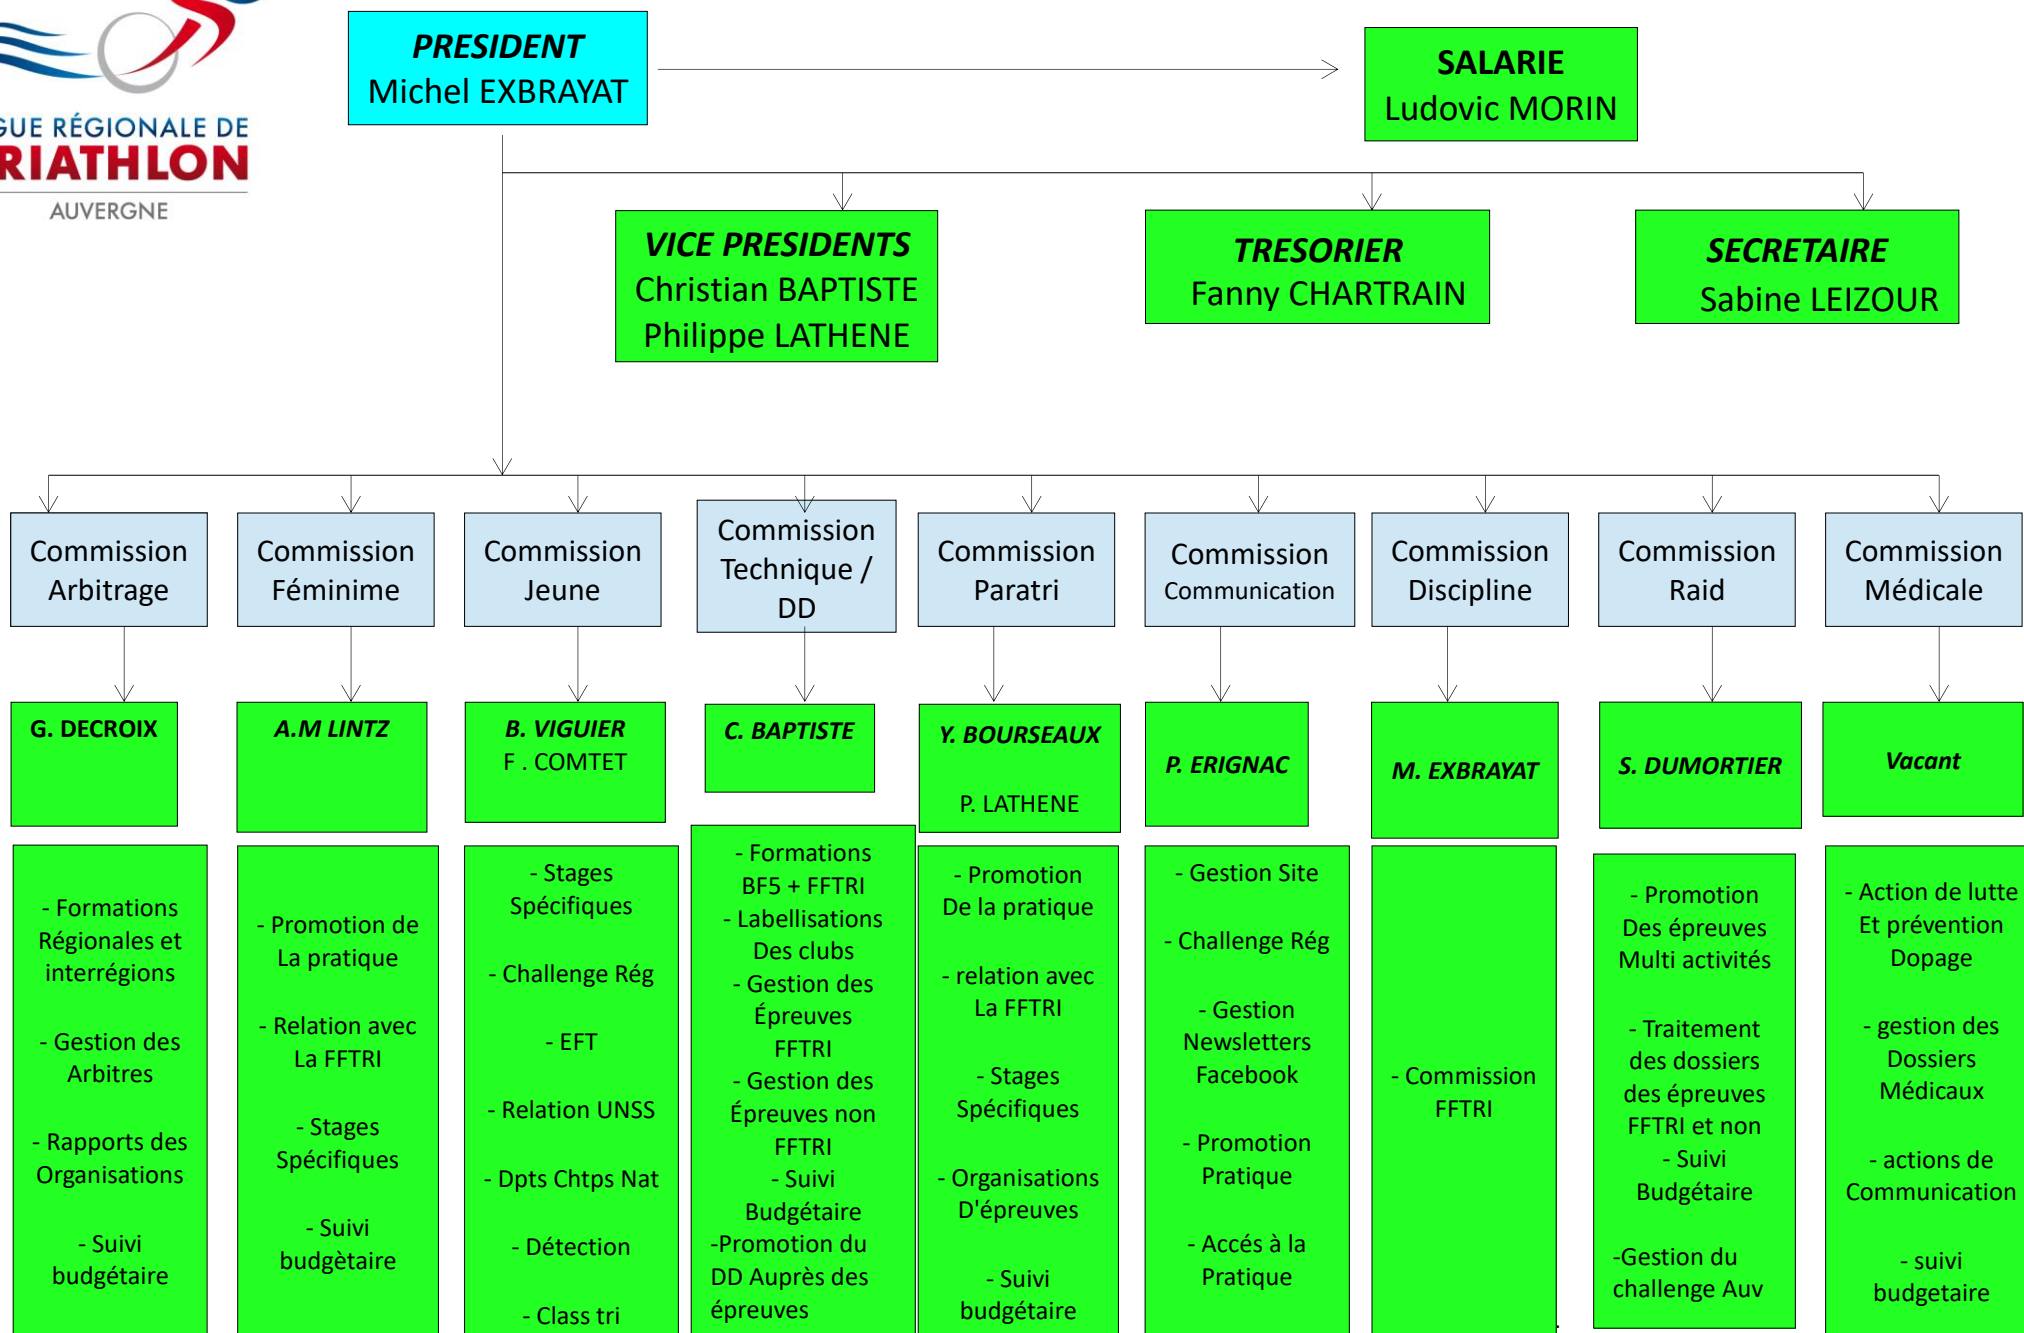 GUE RÉGIONALE DE
RIATHLON
AUVERGNE
PRESIDENT
Michel EXBRAYAT
SALARIE
Ludovic MORIN
VICE PRESIDENTS
Christian BAPTISTE
Philippe LATHENE
TRESORIER
Fanny CHARTRAIN
SECRETAIRE
Sabine LEIZOUR
Commission
Arbitrage
Commission
Féminime
Commission
Jeune
Commission
Technique /
DD
Commission
Paratri
Commission
Communication
Commission
Discipline
Commission
Raid
Commission
Médicale
G. DECROIX
A.M LINTZ
B. VIGUIER
F . COMTET
C. BAPTISTE
Y. BOURSEAUX
P. LATHENE
P. ERIGNAC
M. EXBRAYAT
S. DUMORTIER
Vacant
- Formations
Régionales et
interrégions
- Gestion des
Arbitres
- Rapports des
Organisations
- Suivi
budgétaire
- Promotion de
La pratique
- Relation avec
La FFTRI
- Stages
Spécifiques
- Suivi
budgètaire
- Stages
Spécifiques
- Challenge Rég
- EFT
- Relation UNSS
- Dpts Chtps Nat
- Détection
- Class tri
- Formations
BF5 + FFTRI
- Labellisations
Des clubs
- Gestion des
Épreuves
FFTRI
- Gestion des
Épreuves non
FFTRI
- Suivi
Budgétaire
-Promotion du
DD Auprès des
épreuves
- Promotion
De la pratique
- relation avec
La FFTRI
- Stages
Spécifiques
- Organisations
D'épreuves
- Suivi
budgétaire
- Gestion Site
- Challenge Rég
- Gestion
Newsletters
Facebook
- Promotion
Pratique
- Accés à la
Pratique
- Commission
FFTRI
- Promotion
Des épreuves
Multi activités
- Traitement
des dossiers
des épreuves
FFTRI et non
- Suivi
Budgétaire
-Gestion du
challenge Auv
- Action de lutte
Et prévention
Dopage
- gestion des
Dossiers
Médicaux
- actions de
Communication
- suivi
budgetaire